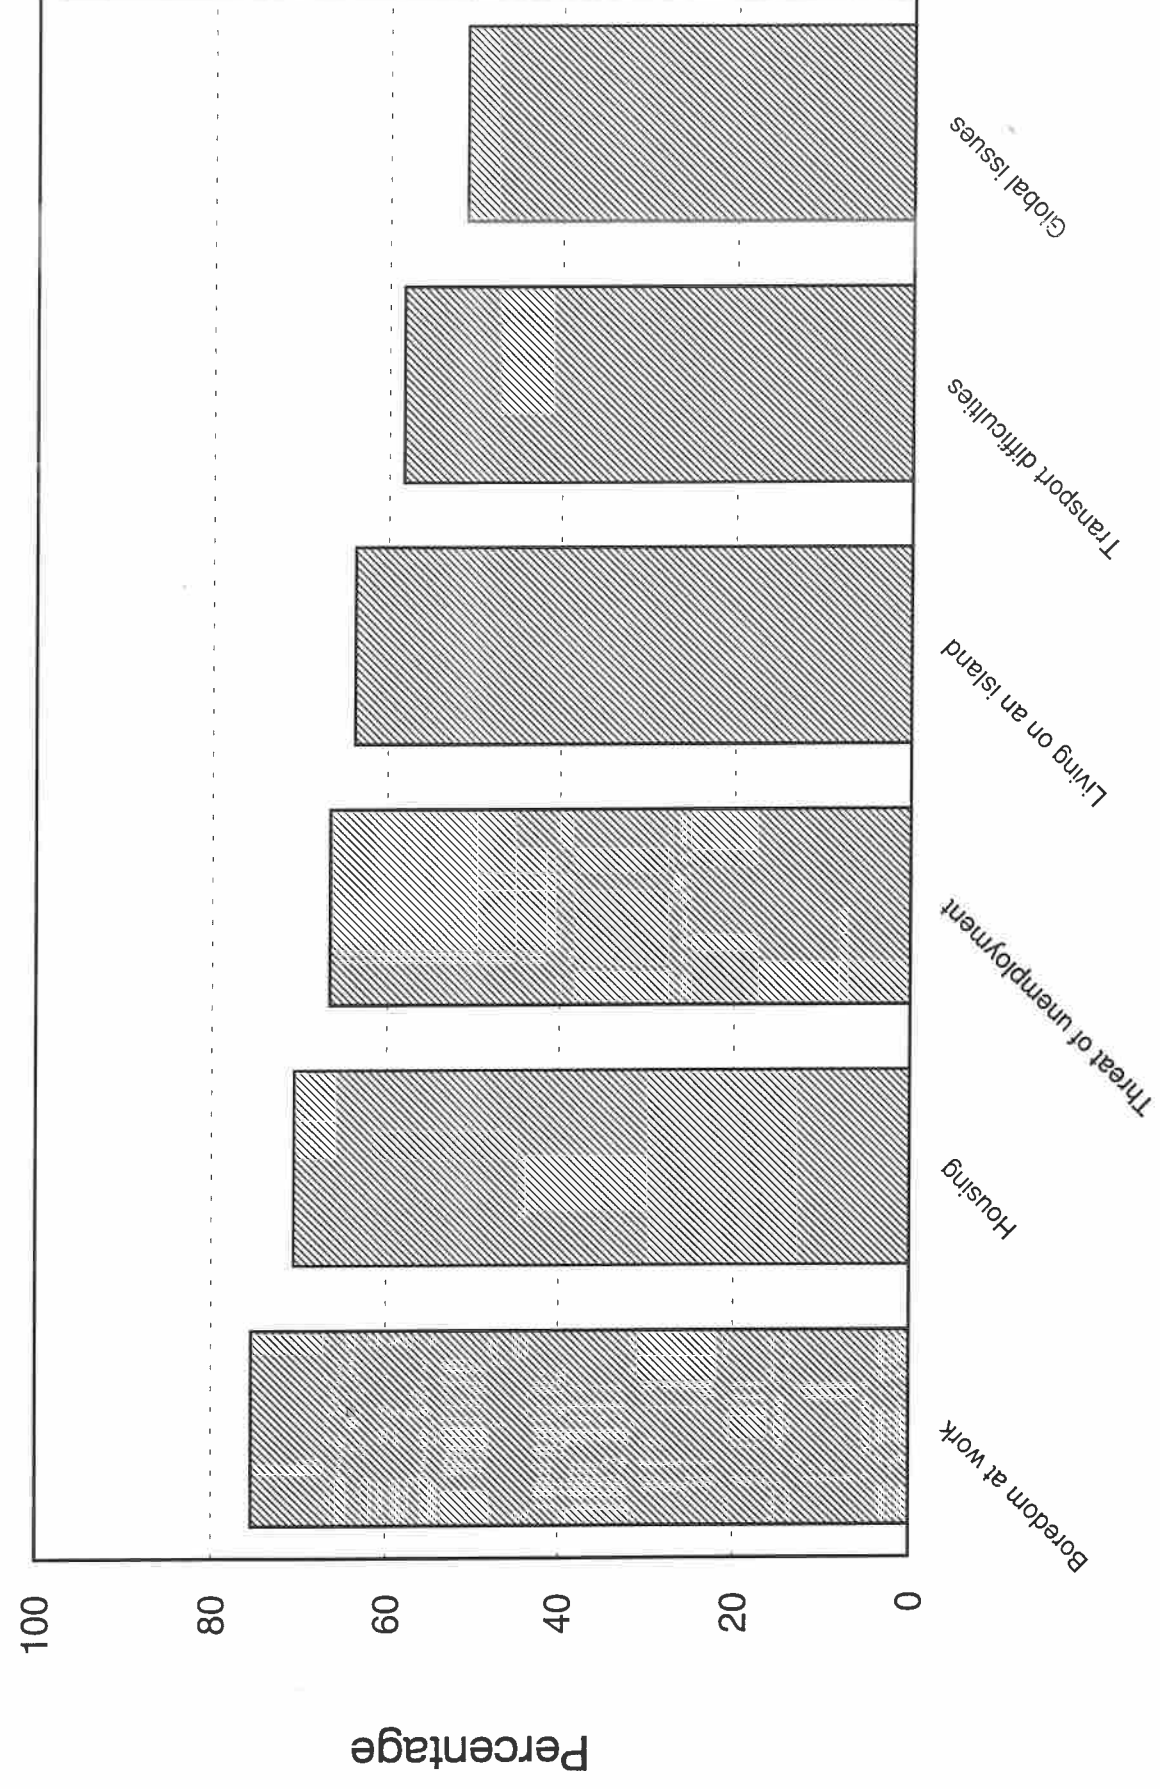 Percentage
100
80
60
40
20
0
Boredom at work
Housing
Threat of unemployment
Living on an island
Transport difficulties
Global issues